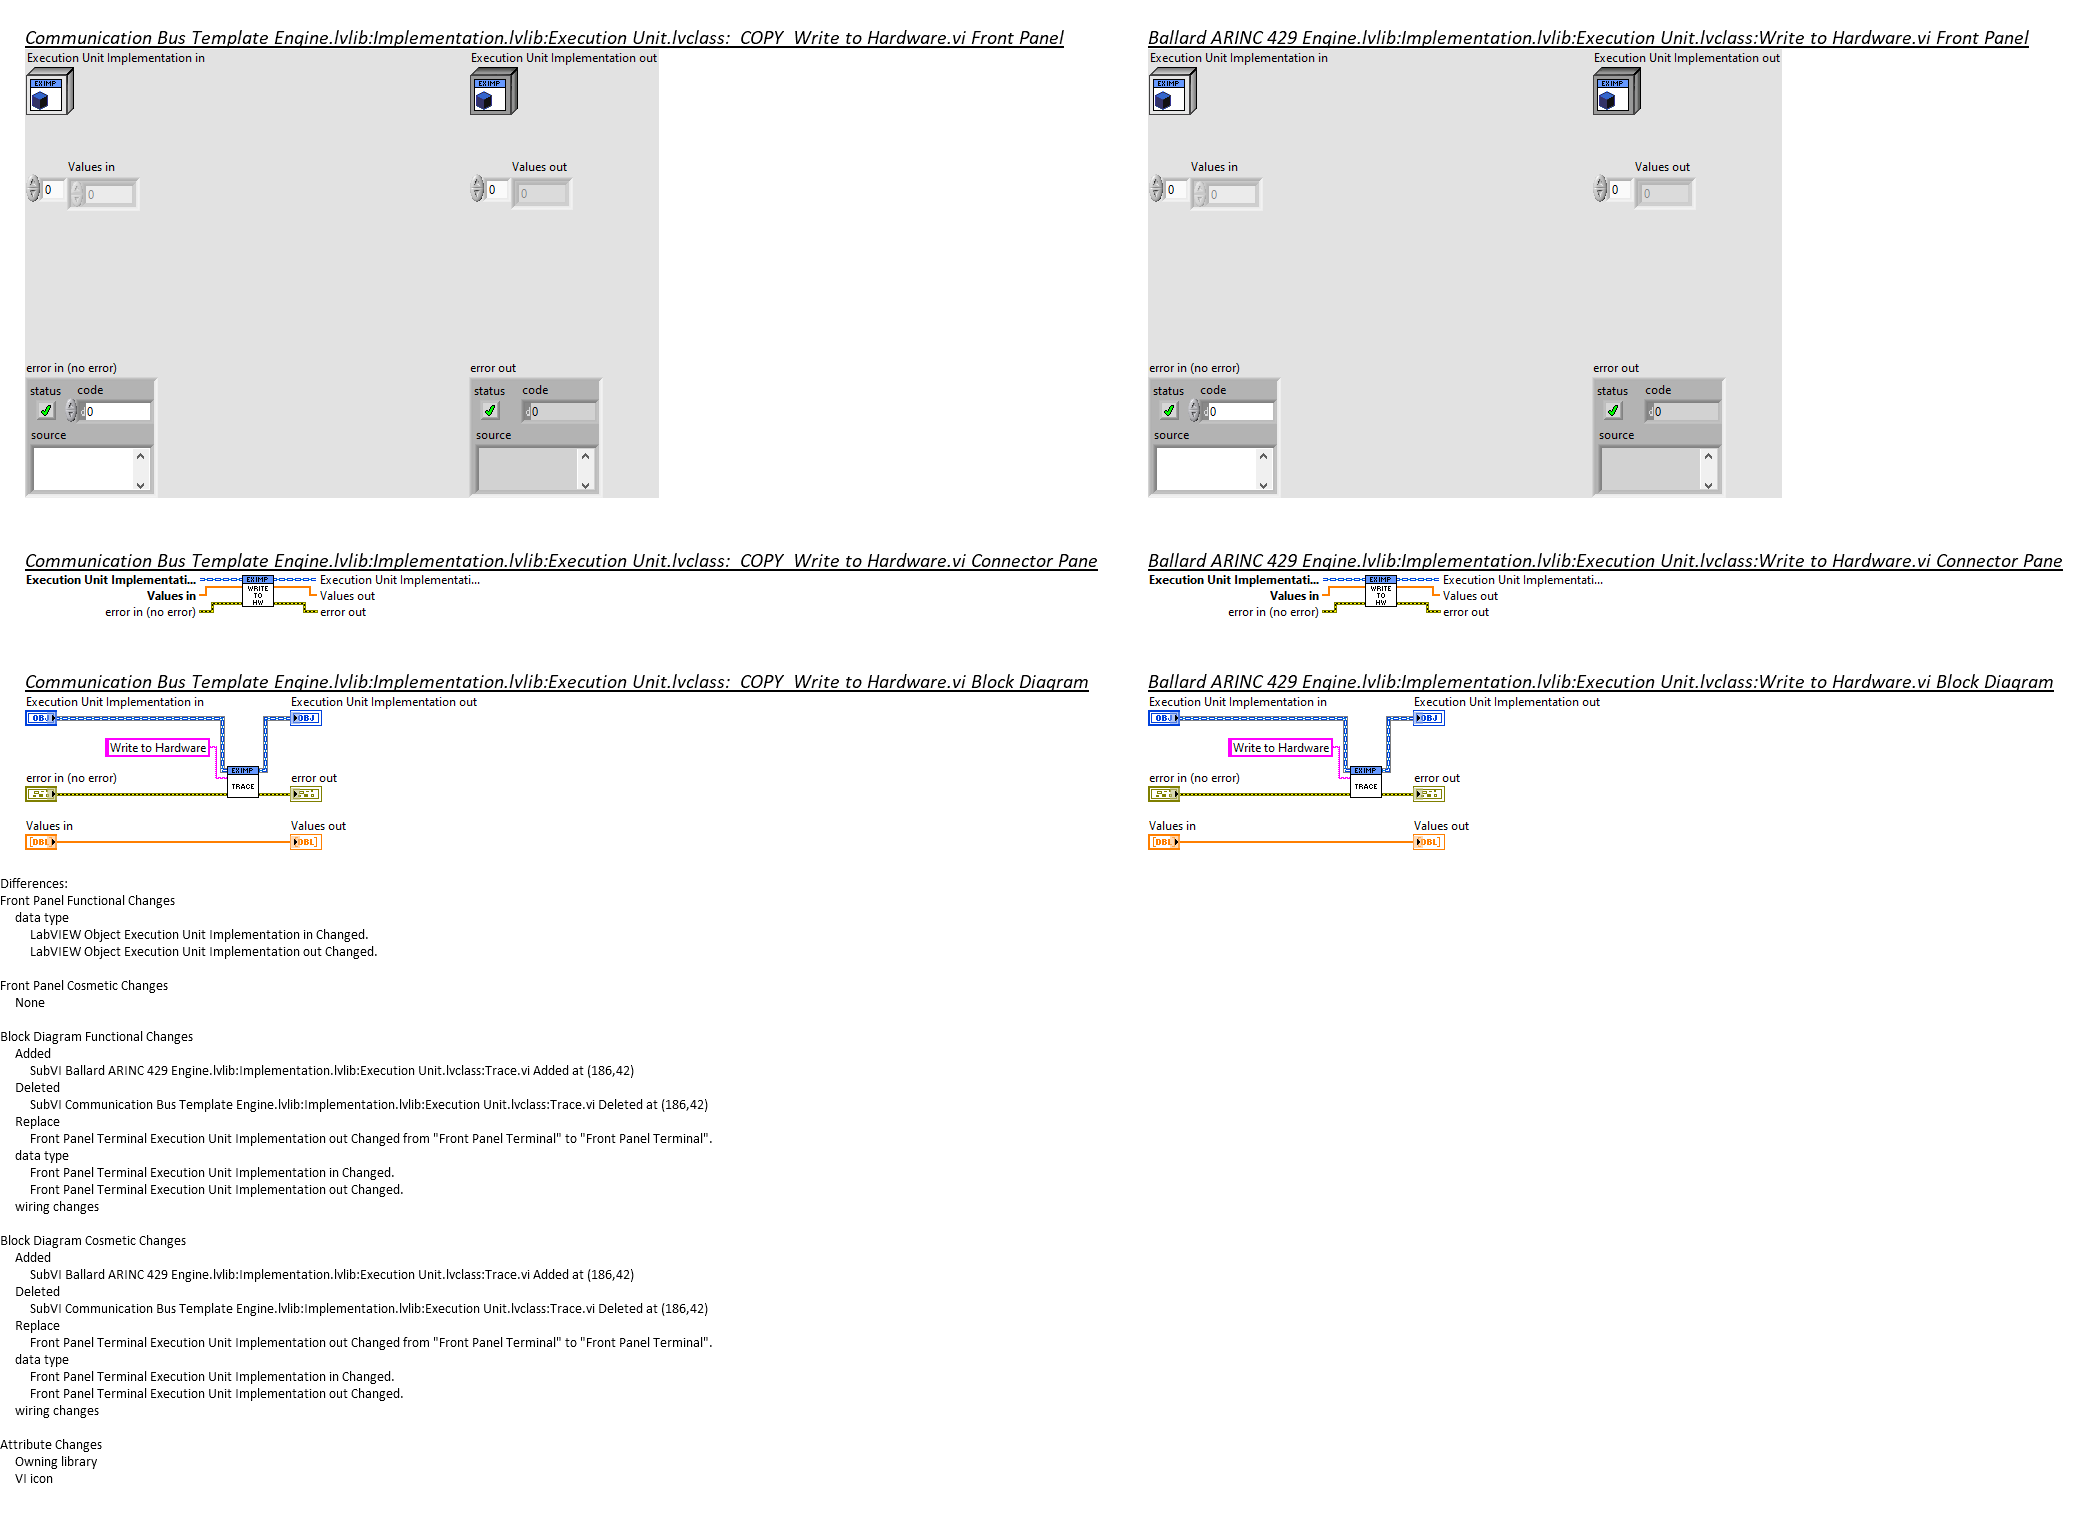 Communication Bus Template Engine.lvlib:Implementation.lvlib:Execution Unit.lvclass:  COPY  Write to Hardware.vi Front Panel
Execution Unit Implementation in
Execution Unit Implementation out
EXIMP
EXIMP
Values in
Values out
0
0
0
0
error in (no error)
error out
status
code
status
code
d0
d0
source
source
Ballard ARINC 429 Engine.lvlib:Implementation.lvlib:Execution Unit.lvclass:Write to Hardware.vi Front Panel
Execution Unit Implementation in
Execution Unit Implementation out
EXIMP
EXIMP
Values in
Values out
0
0
0
0
error in (no error)
error out
status
code
status
code
d0
d0
source
source
Communication Bus Template Engine.lvlib:Implementation.lvlib:Execution Unit.lvclass:  COPY  Write to Hardware.vi Connector Pane
Execution Unit Implementati...
EXIMP
Execution Unit Implementati...
Values in
WRITE
TO
HW
Values out
error in (no error)
error out
Ballard ARINC 429 Engine.lvlib:Implementation.lvlib:Execution Unit.lvclass:Write to Hardware.vi Connector Pane
Execution Unit Implementati...
EXIMP
Execution Unit Implementati...
Values in
WRITE
TO
HW
Values out
error in (no error)
error out
Communication Bus Template Engine.lvlib:Implementation.lvlib:Execution Unit.lvclass:  COPY  Write to Hardware.vi Block Diagram
Execution Unit Implementation in
Execution Unit Implementation out
OBJ
OBJ
Write to Hardware
EXIMP
TRACE
error in (no error)
error out
Values in
Values out
[DBL]
[DBL]
Ballard ARINC 429 Engine.lvlib:Implementation.lvlib:Execution Unit.lvclass:Write to Hardware.vi Block Diagram
Execution Unit Implementation in
Execution Unit Implementation out
OBJ
OBJ
Write to Hardware
EXIMP
TRACE
error in (no error)
error out
Values in
Values out
[DBL]
[DBL]
Differences:
Front Panel Functional Changes
data type
LabVIEW Object Execution Unit Implementation in Changed.
LabVIEW Object Execution Unit Implementation out Changed.
Front Panel Cosmetic Changes
None
Block Diagram Functional Changes
Added
SubVI Ballard ARINC 429 Engine.lvlib:Implementation.lvlib:Execution Unit.lvclass:Trace.vi Added at (186,42)
Deleted
SubVI Communication Bus Template Engine.lvlib:Implementation.lvlib:Execution Unit.lvclass:Trace.vi Deleted at (186,42)
Replace
Front Panel Terminal Execution Unit Implementation out Changed from "Front Panel Terminal" to "Front Panel Terminal".
data type
Front Panel Terminal Execution Unit Implementation in Changed.
Front Panel Terminal Execution Unit Implementation out Changed.
wiring changes
Block Diagram Cosmetic Changes
Added
SubVI Ballard ARINC 429 Engine.lvlib:Implementation.lvlib:Execution Unit.lvclass:Trace.vi Added at (186,42)
Deleted
SubVI Communication Bus Template Engine.lvlib:Implementation.lvlib:Execution Unit.lvclass:Trace.vi Deleted at (186,42)
Replace
Front Panel Terminal Execution Unit Implementation out Changed from "Front Panel Terminal" to "Front Panel Terminal".
data type
Front Panel Terminal Execution Unit Implementation in Changed.
Front Panel Terminal Execution Unit Implementation out Changed.
wiring changes
Attribute Changes
Owning library
VI icon